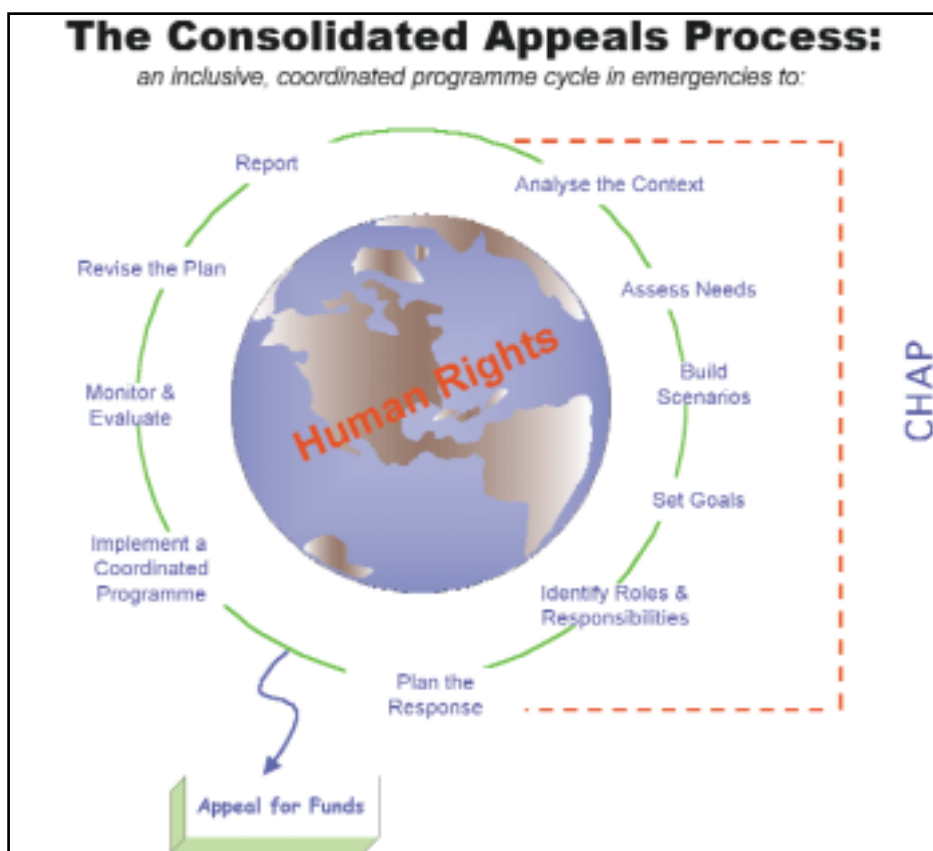 The Consolidated Appeals Process:
an inclusive, coordinated programme cycle in emergencies to:
Report
Analyse the Context
Revise the Plan
Assess Needs
Monitor &
Evaluate
Build
Scenarios
Human Rights
CHAP
Set Goals
Implement a
Coordinated
Programme
Identify Roles &
Responsibilities
Plan the
Response
Appeal for Funds